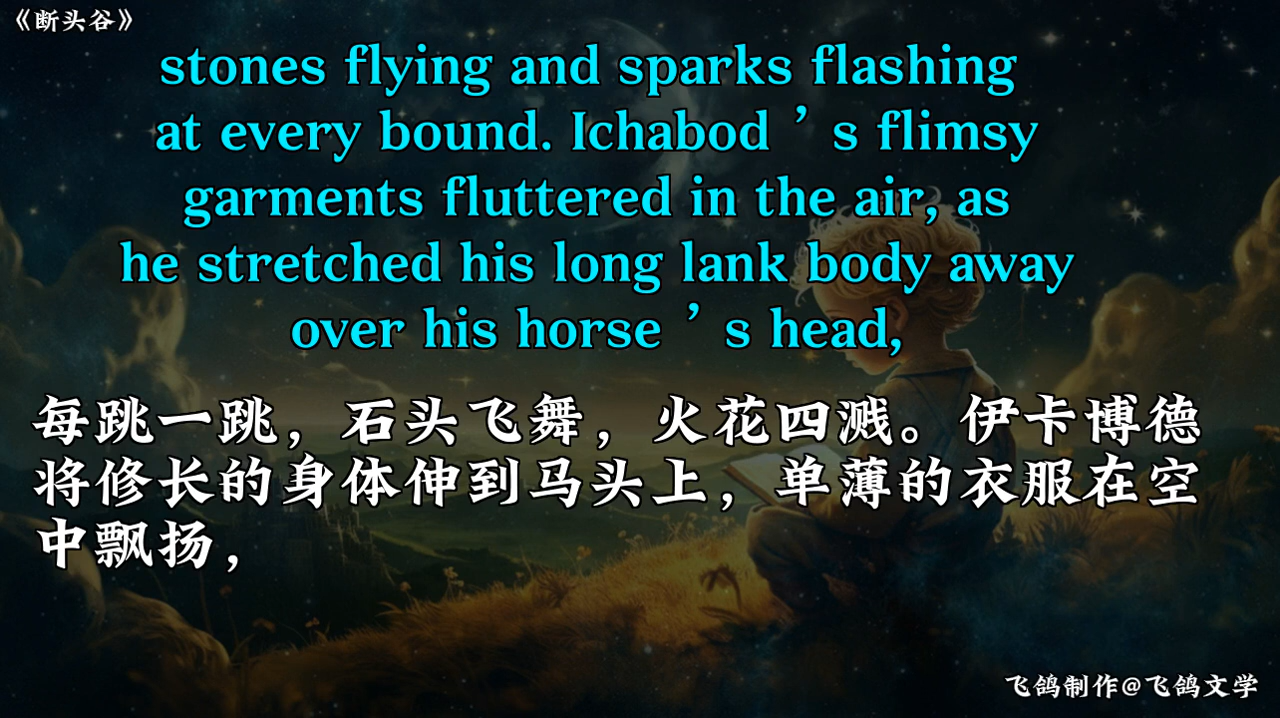 《断头谷》
stones flying and sparks flashing
at every bound. Ichabod ’ s flimsy
garments fluttered in the air, as
he stretched his long lank body away
over his horse ’ s head,
每跳一跳，石头飞舞，火花四溅。伊卡博德
将修长的身体伸到马头上，单薄的衣服在空
中飘扬，
飞鸽制作@飞鸽文学